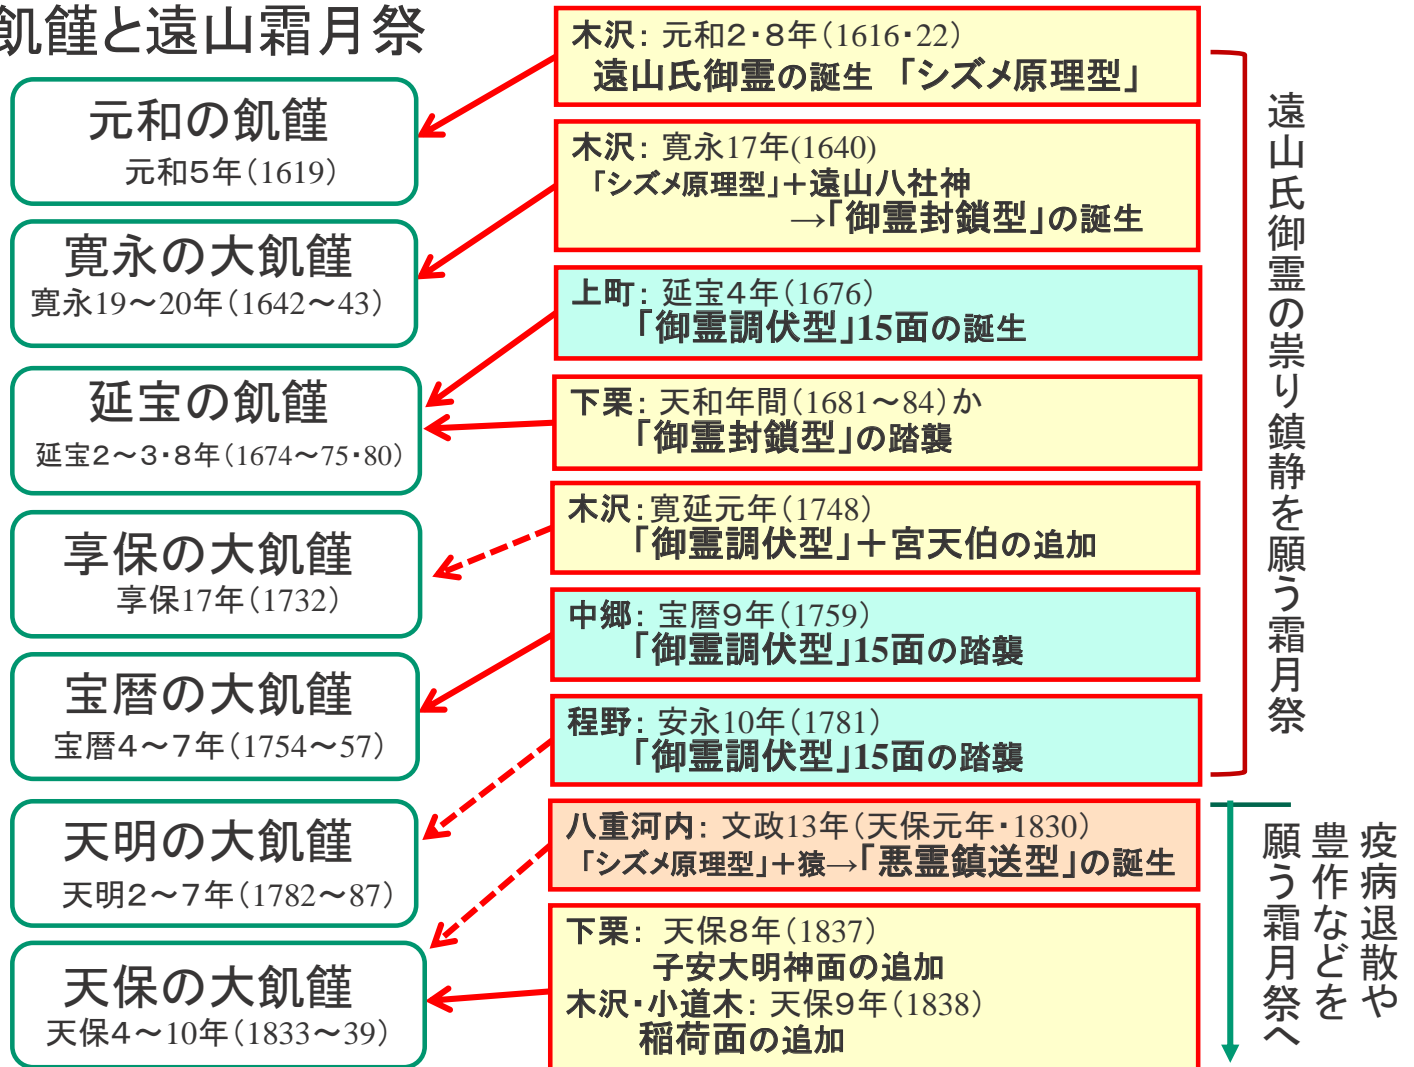 飢饉と遠山霜月祭
元和の飢饉
元和5年（1619）
寛永の大飢饉
寛永19～20年（1642～43）
延宝の飢饉
延宝2～3・8年（1674～75・80）
享保の大飢饉
享保17年（1732）
宝暦の大飢饉
宝暦4～7年（1754～57）
天明の大飢饉
天明2～7年（1782～87）
天保の大飢饉
天保4～10年（1833～39）
木沢：元和2・8年（1616・22）
遠山氏御霊の誕生 「シズメ原理型」
木沢：寛永17年(1640)
「シズメ原理型」＋遠山八社神
→「御霊封鎖型」の誕生
上町：延宝4年（1676）
「御霊調伏型」15面の誕生
下栗：天和年間（1681～84）か
「御霊封鎖型」の踏襲
木沢：寛延元年（1748）
「御霊調伏型」＋宮天伯の追加
中郷：宝暦9年（1759）
「御霊調伏型」15面の踏襲
程野：安永10年（1781）
「御霊調伏型」15面の踏襲
八重河内：文政13年（天保元年・1830）
「シズメ原理型」＋猿→「悪霊鎮送型」の誕生
下栗： 天保8年（1837）
子安大明神面の追加
木沢・小道木：天保9年（1838）
稲荷面の追加
遠山氏御霊の祟り鎮静を願う霜月祭
疫病退散や
豊作などを
願う霜月祭へ